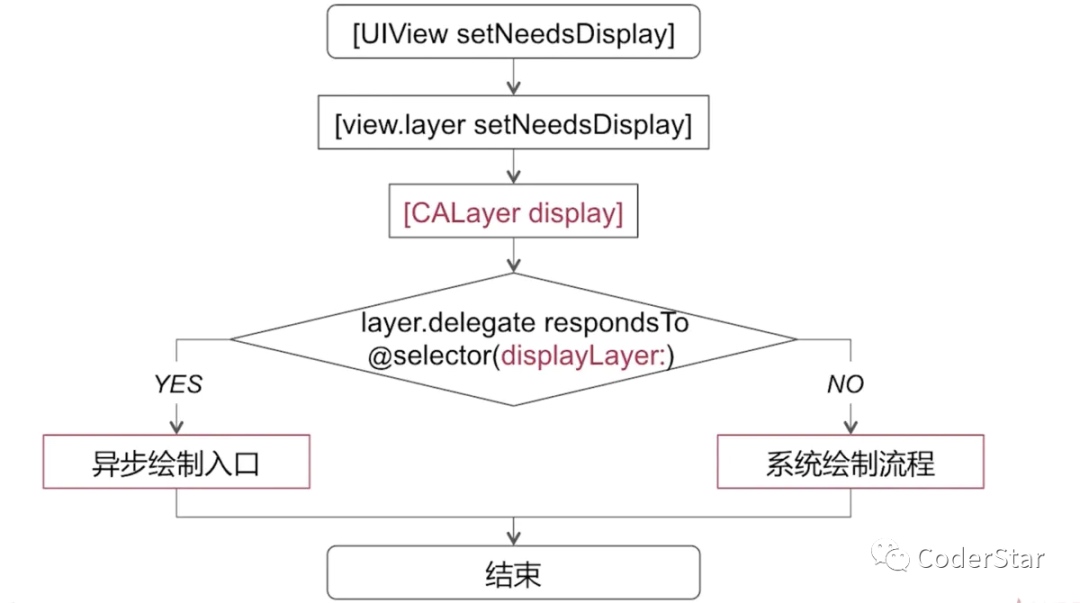 [UIView setNeedsDisplay]
[view.layer setNeedsDisplay]
[CALayer display]
layer.delegate respondsTo
@selector(displayLayer:)
YES
NO
异步绘制入口
系统绘制流程
结束
CoderStar